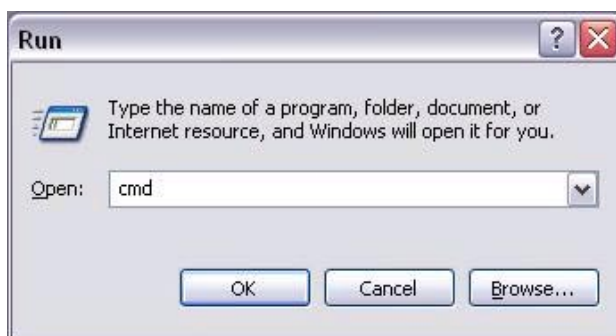 Run
Type the name of a program, folder, document, or
Internet resource, and Windows will open it for you.
Open: cmd
OK Cancel Browse...